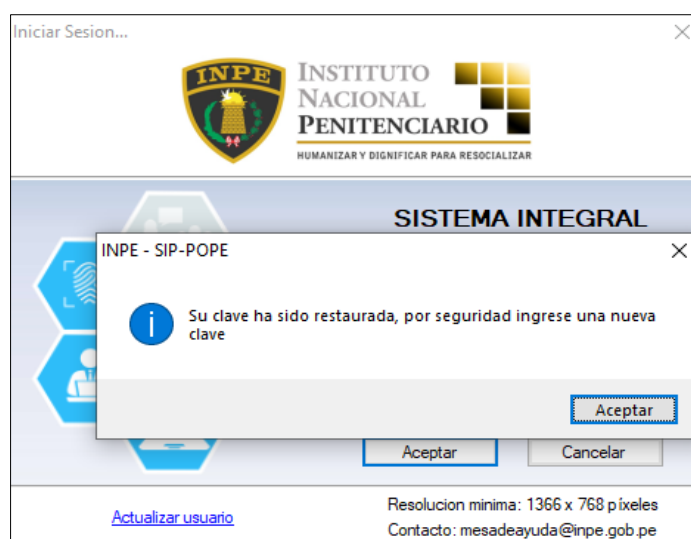 Iniciar Sesion...
INPE
INSTITUTO
NACIONAL
PENITENCIARIO
HUMANIZAR Y DIGNIFICAR PARA RESOCIALIZAR
SISTEMA INTEGRAL
INPE - SIP-POPE
Su clave ha sido restaurada, por seguridad ingrese una nueva
clave
Aceptar
Aceptar
Cancelar
Actualizar usuario
Resolucion minima: 1366 x 768 pixeles
Contacto: mesadeayuda@inpe.gob.pe